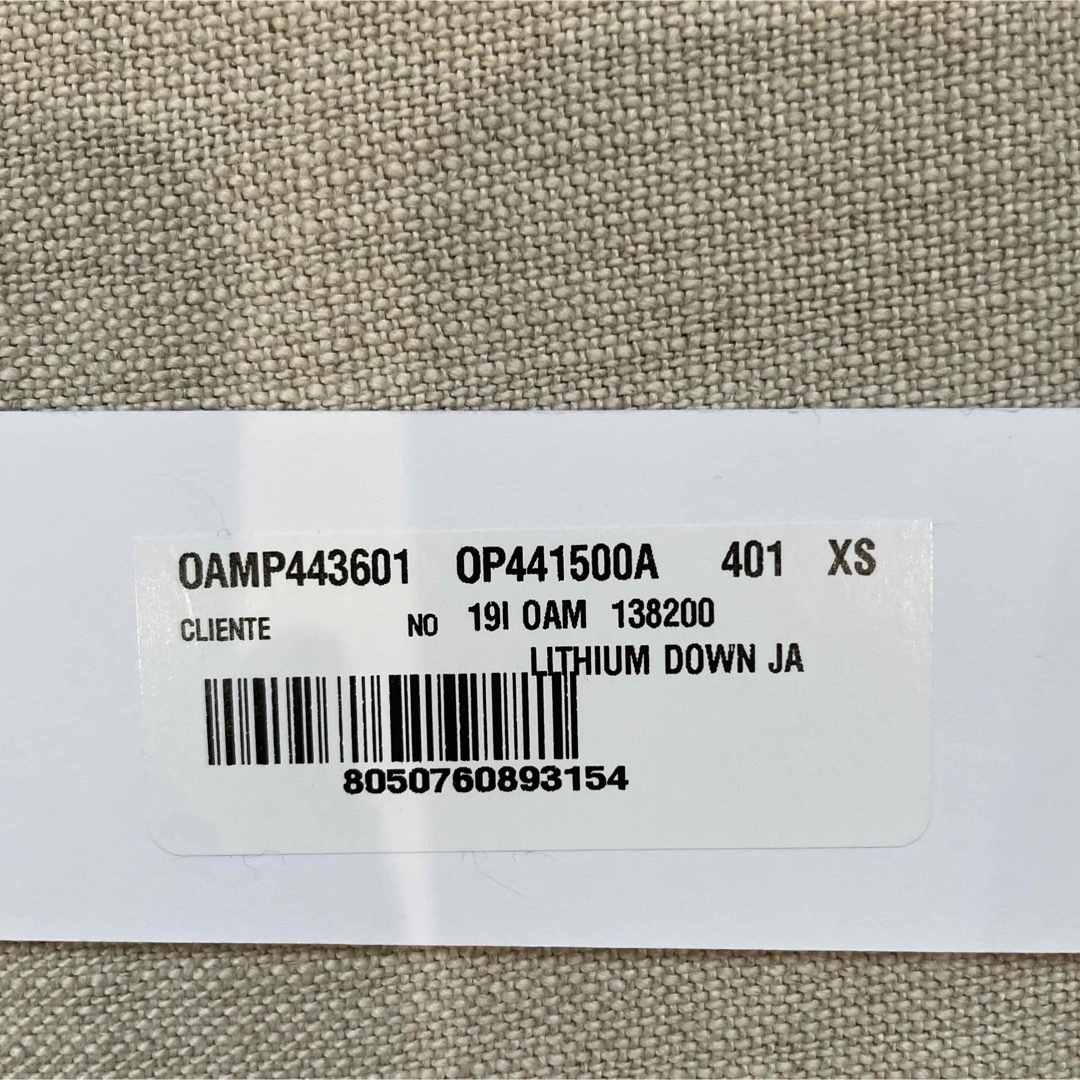 OAMP443601 OP441500A 401 XS
CLIENTE NO 19I OAM 138200
LITHIUM DOWN JA
8050760893154